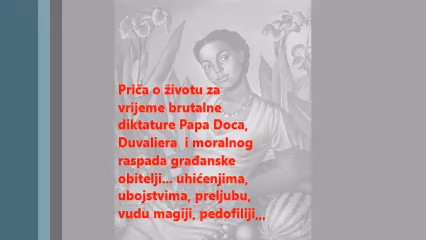 Priča o životu za
vrijeme brutalne
diktature Papa Doca,
Duvaliera i moralnog
raspada građanske
obitelji... uhićenjima,
ubojstvima, preljubu,
vudu magiji, pedofiliji,,,